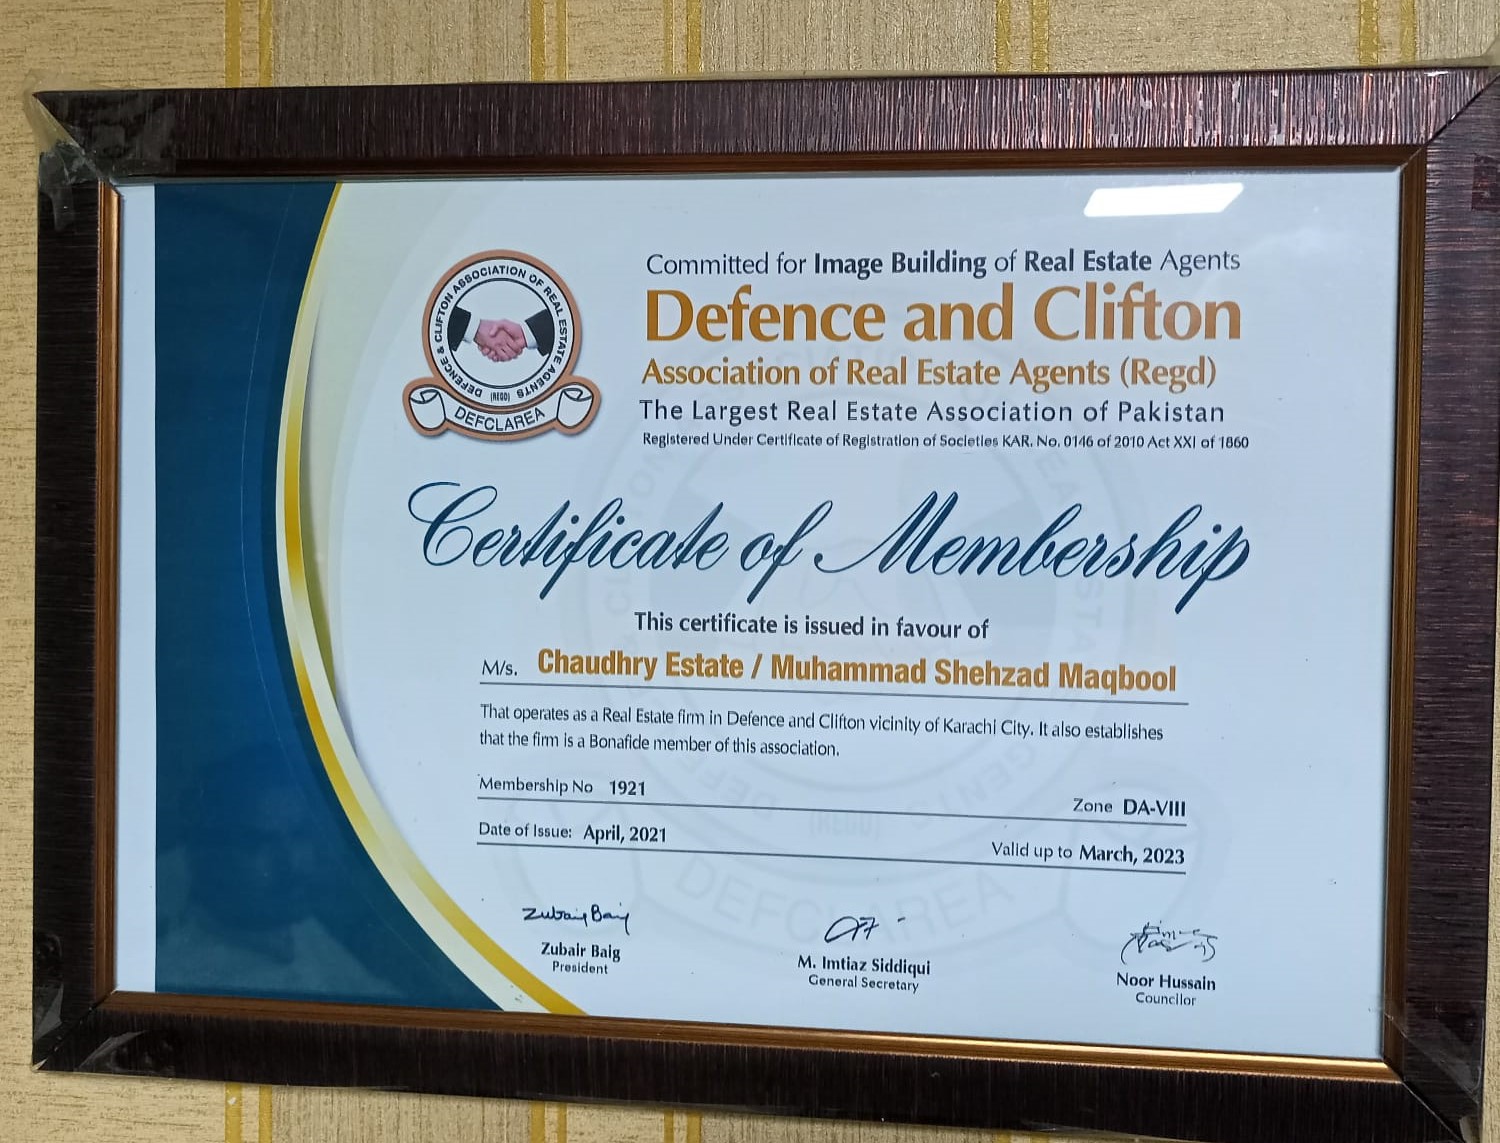 DEFENCE & CLIFTON ASSOCIATION OF REAL ESTATE AGENTS
(REGD)
DEFCLAREA
Committed for Image Building of Real Estate Agents
Defence and Clifton
Association of Real Estate Agents (Regd)
The Largest Real Estate Association of Pakistan
Registered Under Certificate of Registration of Societies KAR. No. 0146 of 2010 Act XXI of 1860
Certificate of Membership
This certificate is issued in favour of
M/s. Chaudhry Estate / Muhammad Shehzad Maqbool
That operates as a Real Estate firm in Defence and Clifton vicinity of Karachi City. It also establishes
that the firm is a Bonafide member of this association.
Membership No 1921
Zone DA-VIII
Date of Issue: April, 2021
Valid up to March, 2023
Zubair Baig
Zubair Baig
President
M. Imtiaz Siddiqui
General Secretary
Noor Hussain
Councilor